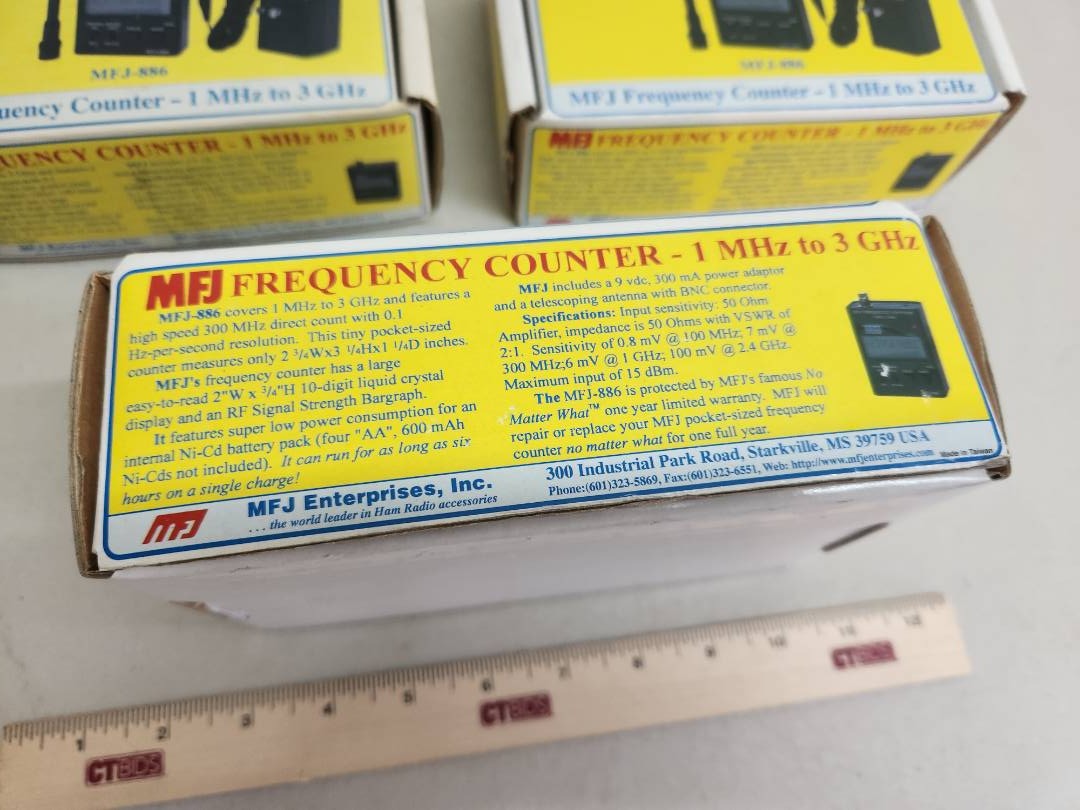 MFJ-886
uency Counter - 1 MHz to 3 GHz
UENCY COUNTER - 1 MHz to 3 GHz
MFJ Enterprises, Inc.
MFJ-886
MFJ Frequency Counter - 1 MHz to 3 GHz
MFJ FREQUENCY COUNTER - 1 MHz to 3 GHz
MFJ FREQUENCY COUNTER - 1 MHz to 3 GHz
MFJ-886 covers 1 MHz to 3 GHz and features a
high speed 300 MHz direct count with 0.1
Hz-per-second resolution. This tiny pocket-sized
counter measures only 2 3/4Wx3 1/4Hx1 1/4D inches.
MFJ's frequency counter has a large
easy-to-read 2"W x 3/4"H 10-digit liquid crystal
display and an RF Signal Strength Bargraph.
It features super low power consumption for an
internal Ni-Cd battery pack (four "AA", 600 mAh
Ni-Cds not included). It can run for as long as six
hours on a single charge!
MFJ includes a 9 vdc, 300 mA power adaptor
and a telescoping antenna with BNC connector.
Specifications: Input sensitivity: 50 Ohm
Amplifier, impedance is 50 Ohms with VSWR of
2:1. Sensitivity of 0.8 mV @ 100 MHz; 7 mV @
300 MHz;6 mV @ 1 GHz; 100 mV @ 2.4 GHz.
Maximum input of 15 dBm.
The MFJ-886 is protected by MFJ's famous No
Matter What™ one year limited warranty. MFJ will
repair or replace your MFJ pocket-sized frequency
counter no matter what for one full year.
MFJ
MFJ Enterprises, Inc.
... the world leader in Ham Radio accessories
300 Industrial Park Road, Starkville, MS 39759 USA
Phone:(601)323-5869, Fax:(601)323-6551, Web: http://www.mfjenterprises.com
Made in Taiwan
1 2 3 4 5 6 7 8 9 10 11 12
CTBIDS
CTBIDS
CTBIDS